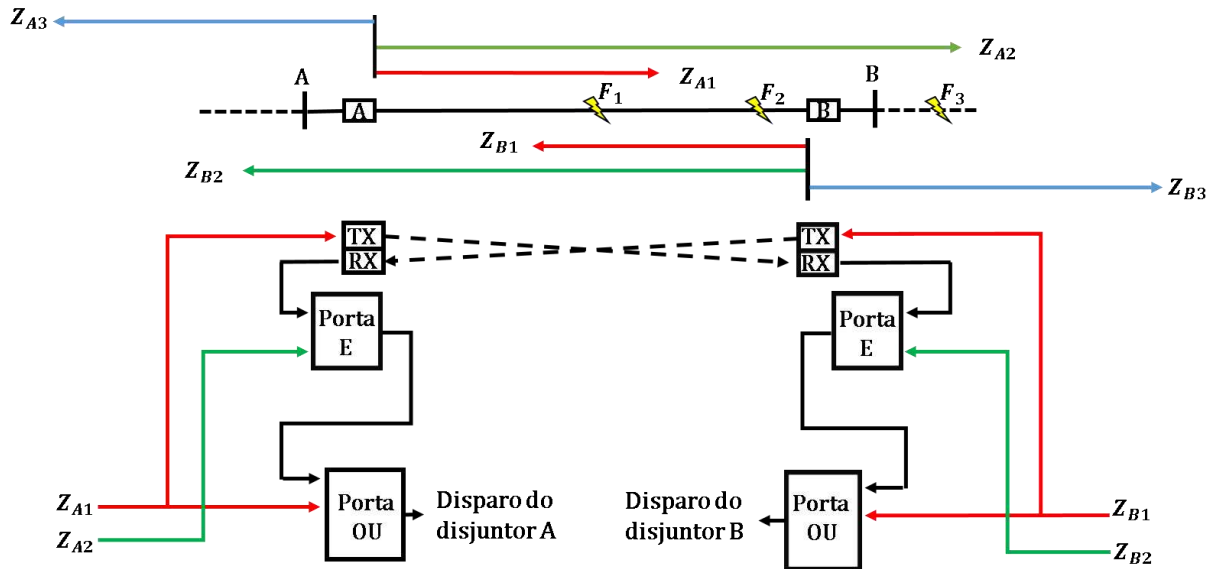 Z_A3
Z_A2
A
Z_A1
B
F_1
F_2
F_3
A
B
Z_B1
Z_B2
Z_B3
TX
RX
TX
RX
Porta
E
Porta
E
Z_A1
Z_A2
Porta
OU
Disparo do
disjuntor A
Disparo do
disjuntor B
Porta
OU
Z_B1
Z_B2